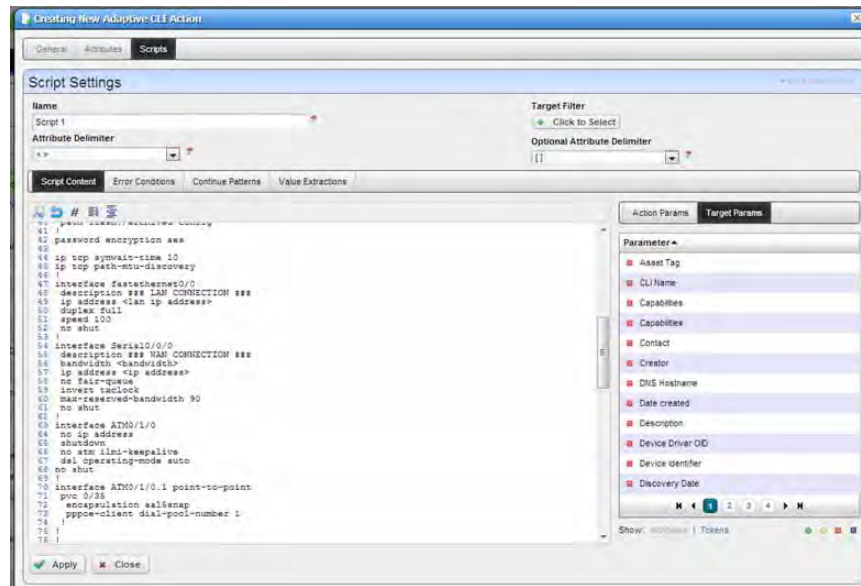 Creating New Adaptive CLI Action
General Attributes Scripts
Script Settings
Name
Script 1
Target Filter
Click to Select
Attribute Delimiter
<>
Optional Attribute Delimiter
[]
Script Content Error Conditions Continue Patterns Value Extractions
Action Params Target Params
41 !
42 password encryption aes
43
44 ip tcp synwait-time 10
45 ip tcp path-mtu-discovery
46 !
47 interface fastethernet0/0
48 description ### LAN CONNECTION ###
49 ip address <lan ip address>
50 duplex full
51 speed 100
52 no shut
53 !
54 interface Serial0/0/0
55 description ### WAN CONNECTION ###
56 bandwidth <bandwidth>
57 ip address <ip address>
58 no fair-queue
59 invert txclock
60 max-reserved-bandwidth 90
61 no shut
62 !
63 interface ATM0/1/0
64 no ip address
65 shutdown
66 no atm ilmi-keepalive
67 dsl operating-mode auto
68 no shut
69 !
70 interface ATM0/1/0.1 point-to-point
71 pvc 0/38
72 encapsulation aal5snap
73 pppoe-client dial-pool-number 1
74 !
75 !
76 !
Parameter
Asset Tag
CLI Name
Capabilities
Capabilities
Contact
Creator
DNS Hostname
Date created
Description
Device Driver OID
Device Identifier
Discovery Date
1 2 3 4
Show: | Tokens
Apply Close